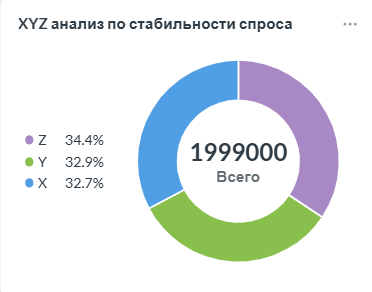 XYZ анализ по стабильности спроса
Z 34.4%
Y 32.9%
X 32.7%
1999000
Всего